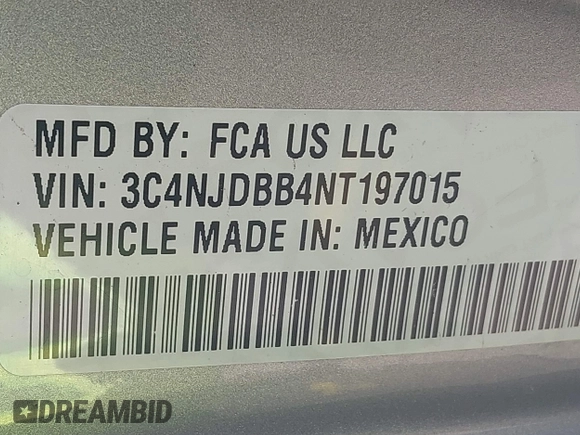 MFD BY: FCA US LLC
VIN: 3C4NJDBB4NT197015
VEHICLE MADE IN: MEXICO
DREAMBID